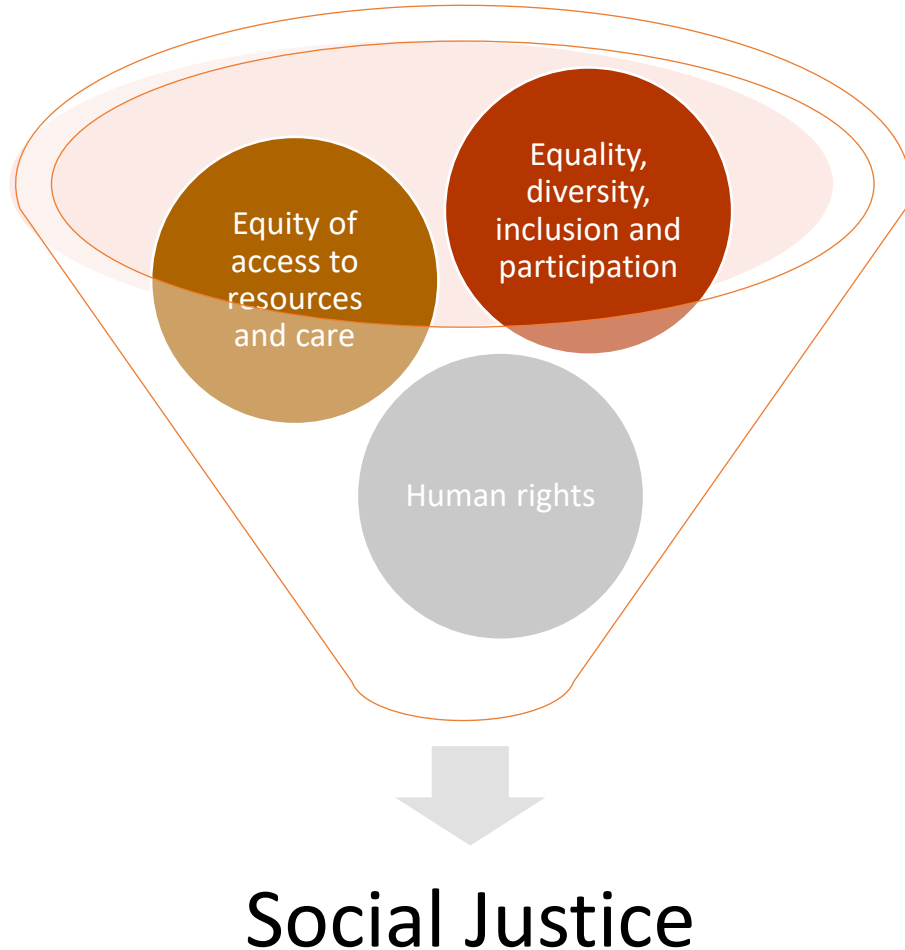 Equality,
diversity,
inclusion and
participation
Equity of
access to
resources
and care
Human rights
Social Justice